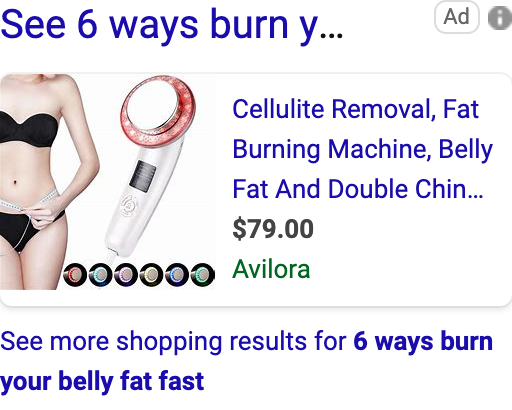 See 6 ways burn y...
Ad
Cellulite Removal, Fat
Burning Machine, Belly
Fat And Double Chin...
$79.00
Avilora
See more shopping results for 6 ways burn
your belly fat fast